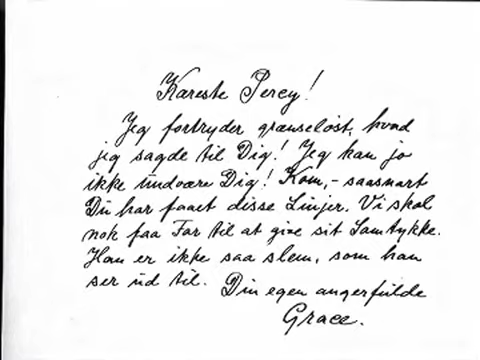 Kæreste Percy!
Jeg fortryder grænseløst, hvad
jeg sagde til Dig! Jeg kan jo
ikke undvære Dig! Kom, - saasnart
Du har faaet disse Linjer. Vi skal
nok faa Far til at give sit Samtykke.
Han er ikke saa slem, som han
ser ud til. Din egen angerfulde
Grace.